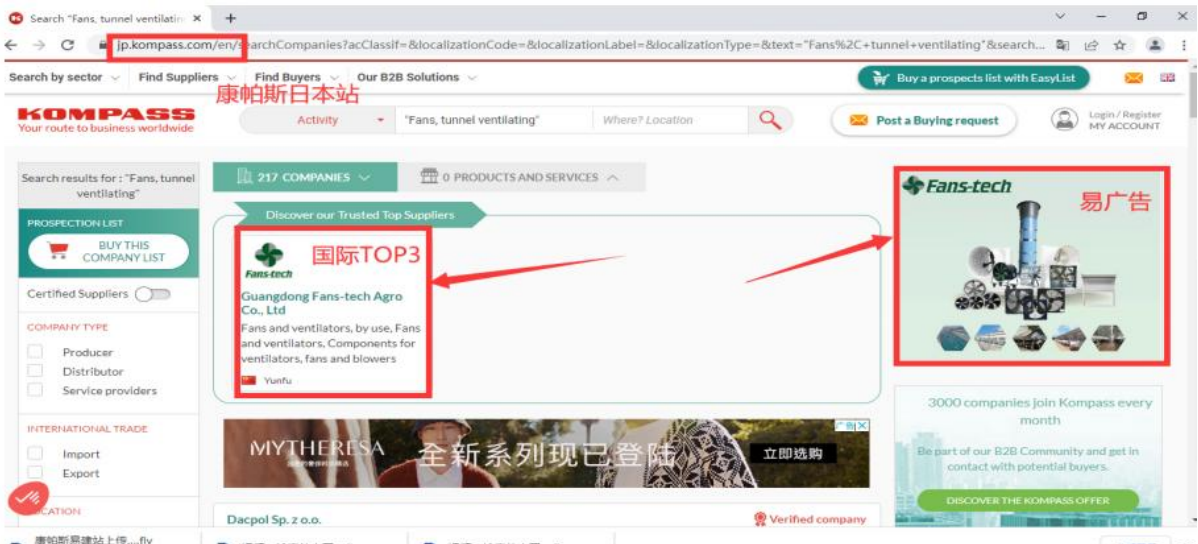 Search "Fans, tunnel ventilatin
jp.kompass.com/en/searchCompanies?acClassif=&localizationCode=&localizationLabel=&localizationType=&text="Fans%2C+tunnel+ventilating"&search...
Search by sector
Find Suppliers
Find Buyers
Our B2B Solutions
Buy a prospects list with EasyList
康帕斯日本站
KOMPASS
Your route to business worldwide
Activity
"Fans, tunnel ventilating"
Where? Location
Post a Buying request
Login / Register
MY ACCOUNT
Search results for : "Fans, tunnel
ventilating"
217 COMPANIES
0 PRODUCTS AND SERVICES
PROSPECTION LIST
BUY THIS
COMPANY LIST
Certified Suppliers
COMPANY TYPE
Producer
Distributor
Service providers
INTERNATIONAL TRADE
Import
Export
LOCATION
Discover our Trusted Top Suppliers
国际TOP3
Fans-tech
Guangdong Fans-tech Agro
Co., Ltd
Fans and ventilators, by use, Fans
and ventilators, Components for
ventilators, fans and blowers
Yunfu
Fans-tech
易广告
MYTHERESA
全新系列现已登陆
立即选购
广告
Dacpol Sp. z o.o.
Verified company
3000 companies join Kompass every
month
Be part of our B2B Community and get in
contact with potential buyers.
DISCOVER THE KOMPASS OFFER